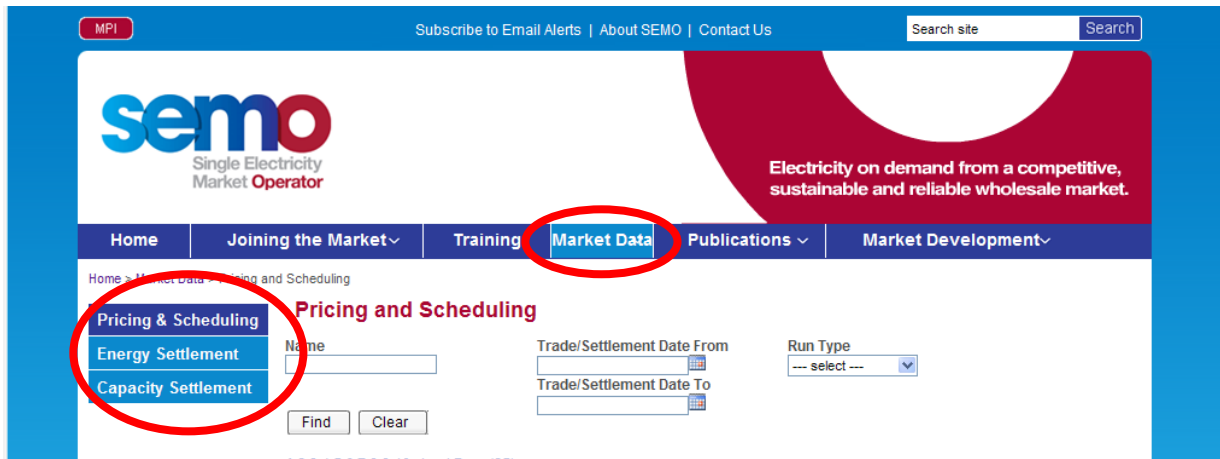 MPI
Subscribe to Email Alerts | About SEMO | Contact Us
Search site
Search
semo
Single Electricity
Market Operator
Electricity on demand from a competitive,
sustainable and reliable wholesale market.
Home Joining the Market Training Market Data Publications Market Development
Home > Market Data > Pricing and Scheduling
Pricing & Scheduling
Energy Settlement
Capacity Settlement
Pricing and Scheduling
Name
Trade/Settlement Date From
Run Type
--- select ---
Trade/Settlement Date To
Find Clear